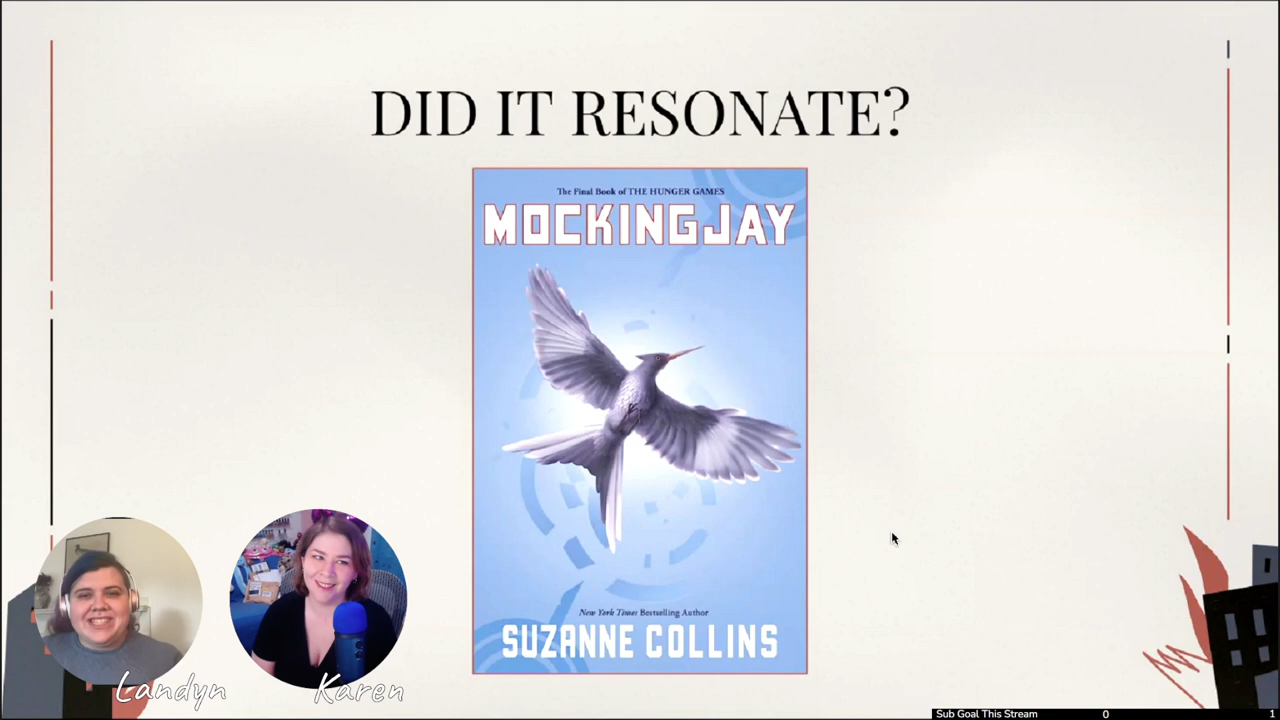 DID IT RESONATE?
The Final Book of THE HUNGER GAMES
MOCKINGJAY
New York Times Bestselling Author
SUZANNE COLLINS
Landyn
Karen
Sub Goal This Stream 0 1